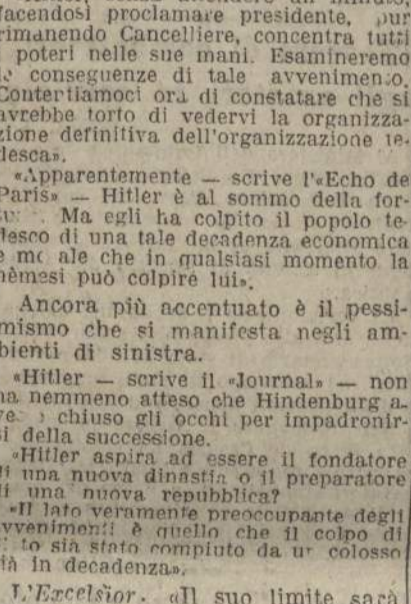 facendosi proclamare presidente, pur
rimanendo Cancelliere, concentra tutti
poteri nelle sue mani. Esamineremo
conseguenze di tale avvenimento.
Contentiamoci ora di constatare che si
avrebbe torto di vedervi la organizza-
zione definitiva dell'organizzazione te-
desca».
«Apparentemente — scrive l'«Echo de
Paris» — Hitler è al sommo della for-
Ma egli ha colpito il popolo te-
desco di una tale decadenza economica
e che in qualsiasi momento la
nèmesi può colpire lui».
Ancora più accentuato è il pessi-
mismo che si manifesta negli am-
bienti di sinistra.
«Hitler — scrive il «Journal» — non
ha nemmeno atteso che Hindenburg a-
chiuso gli occhi per impadronir-
si della successione.
«Hitler aspira ad essere il fondatore
di una nuova dinastia o il preparatore
di una nuova repubblica?
«Il lato veramente preoccupante degli
avvenimenti è quello che il colpo di
sia stato compiuto da un colosso
già in decadenza».
L'Excelsior. «Il suo limite sarà